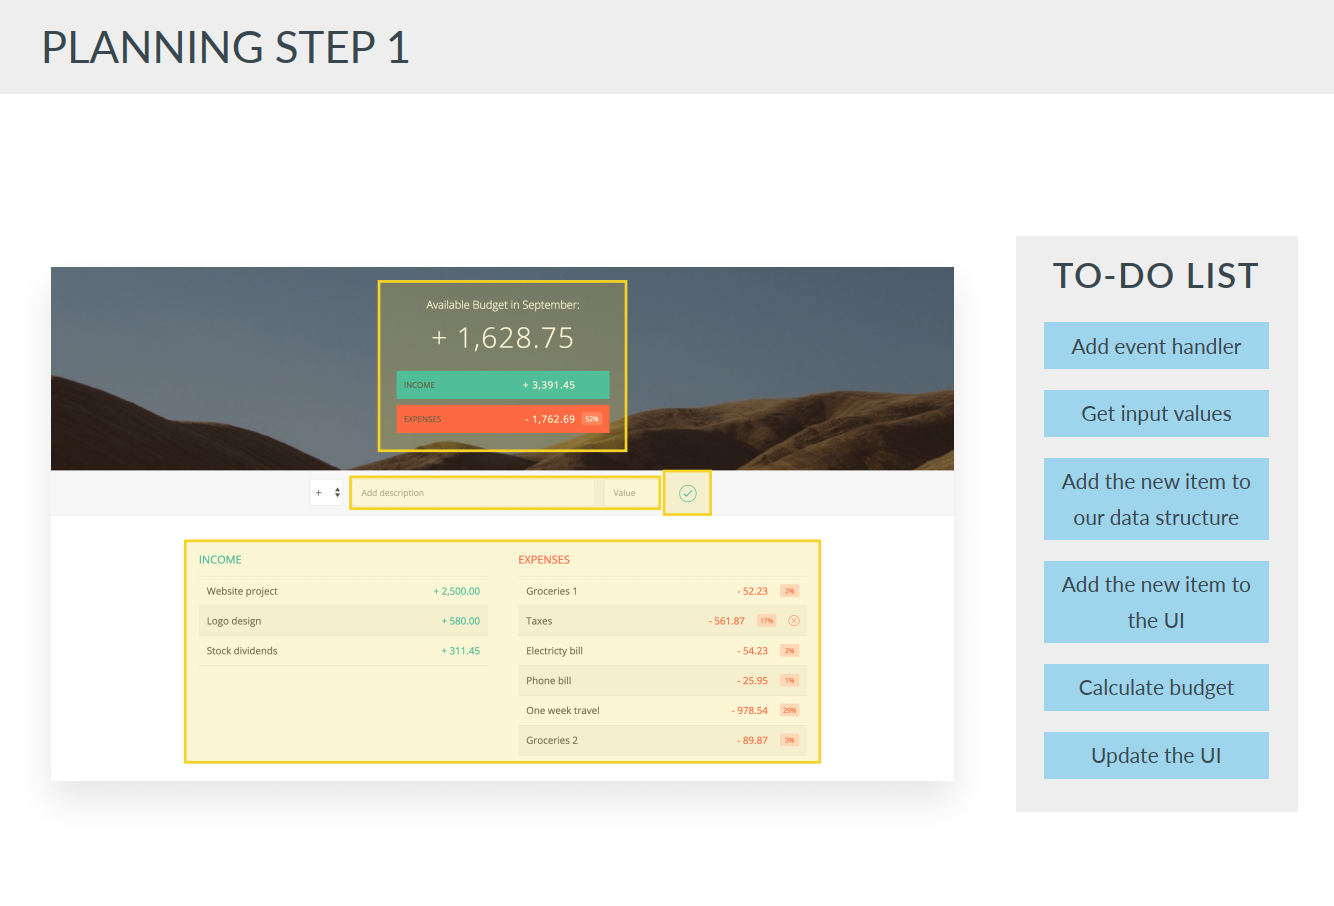 PLANNING STEP 1
Available Budget in September:
+ 1,628.75
INCOME + 3,391.45
EXPENSES - 1,762.69 52%
+ Add description Value
INCOME
Website project + 2,500.00
Logo design + 580.00
Stock dividends + 311.45
EXPENSES
Groceries 1 - 52.23 2%
Taxes - 561.87 17%
Electricty bill - 54.23 2%
Phone bill - 25.95 1%
One week travel - 978.54 29%
Groceries 2 - 89.87 3%
TO-DO LIST
Add event handler
Get input values
Add the new item to
our data structure
Add the new item to
the UI
Calculate budget
Update the UI